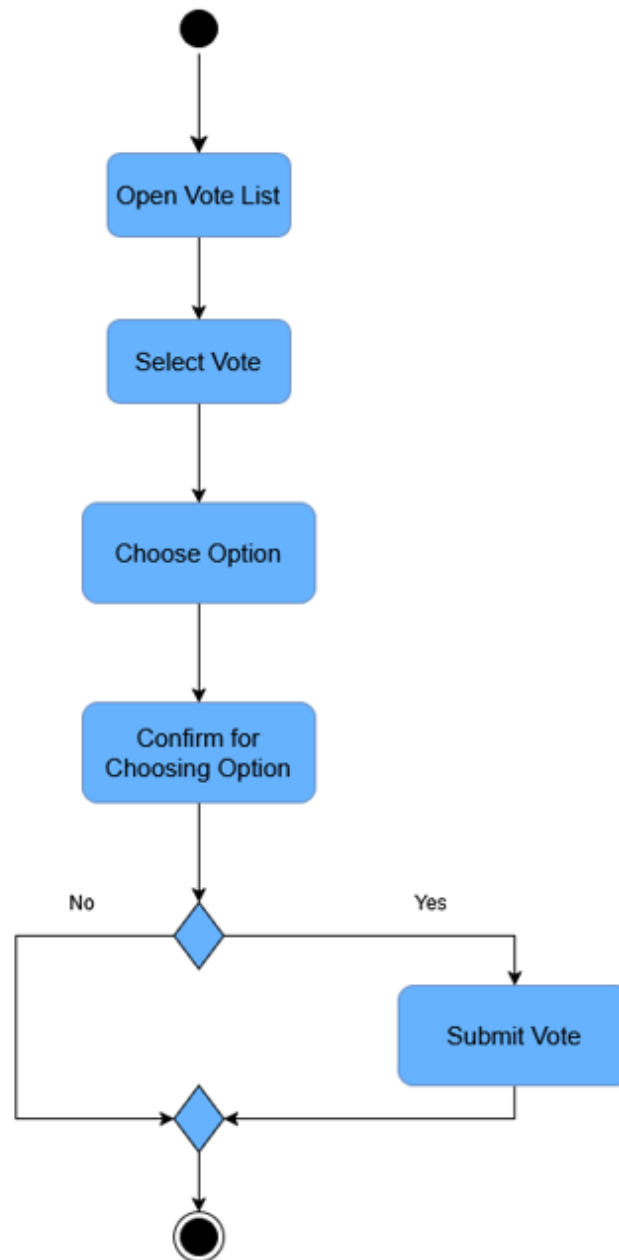 Open Vote List
Select Vote
Choose Option
Confirm for
Choosing Option
No
Yes
Submit Vote